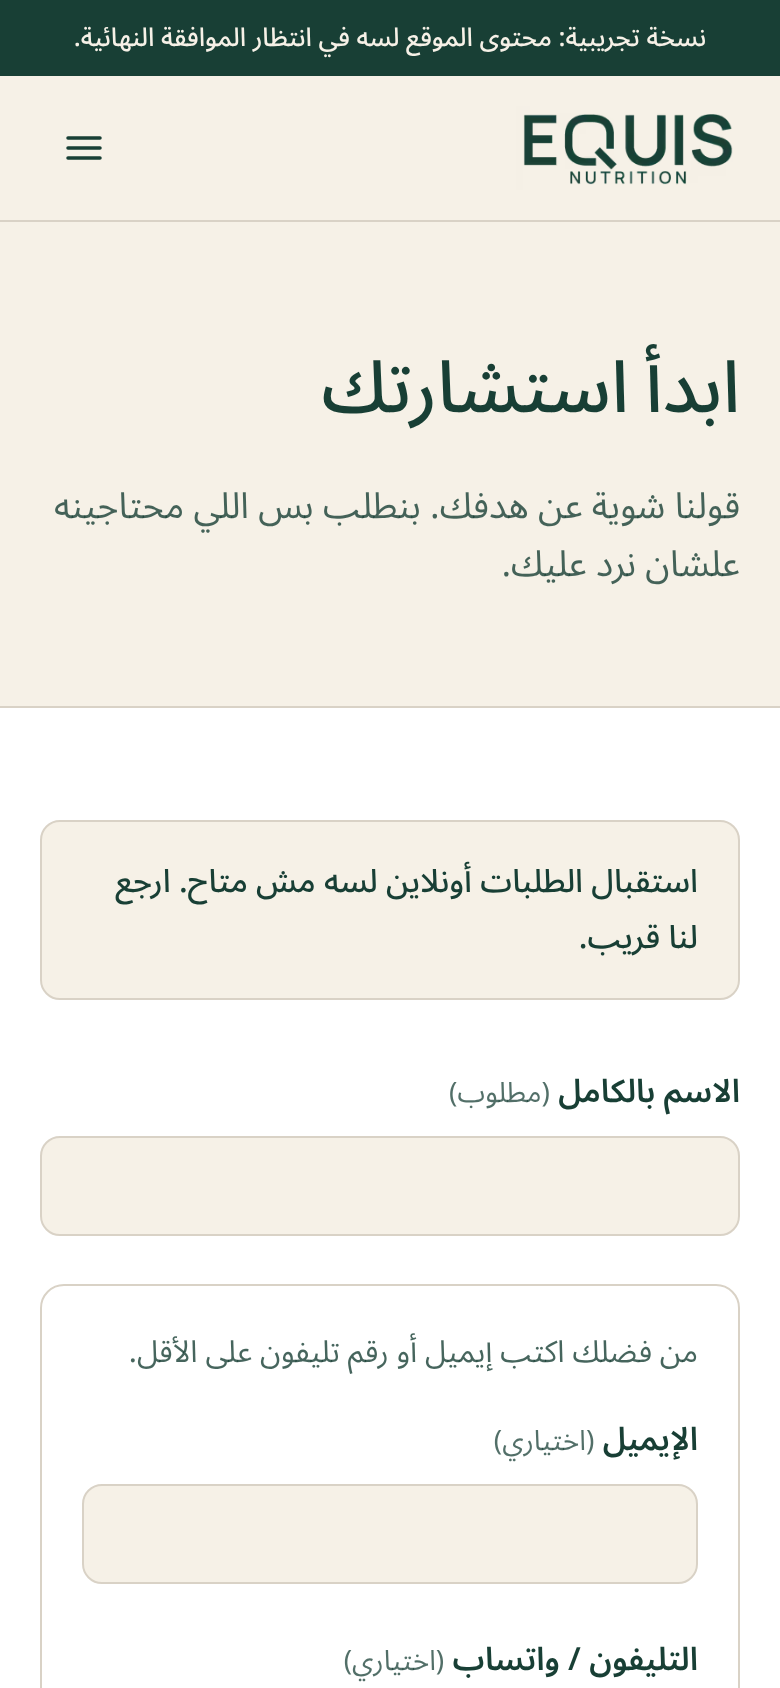 نسخة تجريبية: محتوى الموقع لسه في انتظار الموافقة النهائية.
EQUIS
NUTRITION
ابدأ استشارتك
قولنا شوية عن هدفك. بنطلب بس اللي محتاجينه
علشان نرد عليك.
استقبال الطلبات أونلاين لسه مش متاح. ارجع
لنا قريب.
الاسم بالكامل (مطلوب)
من فضلك اكتب إيميل أو رقم تليفون على الأقل.
الإيميل (اختياري)
التليفون / واتساب (اختياري)